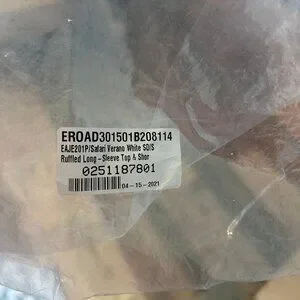 EROAD301501B208114
EAJE201P/Safari Verano White SD/S
Ruffled Long-Sleeve Top & Shor
0251187801
04-15-2021